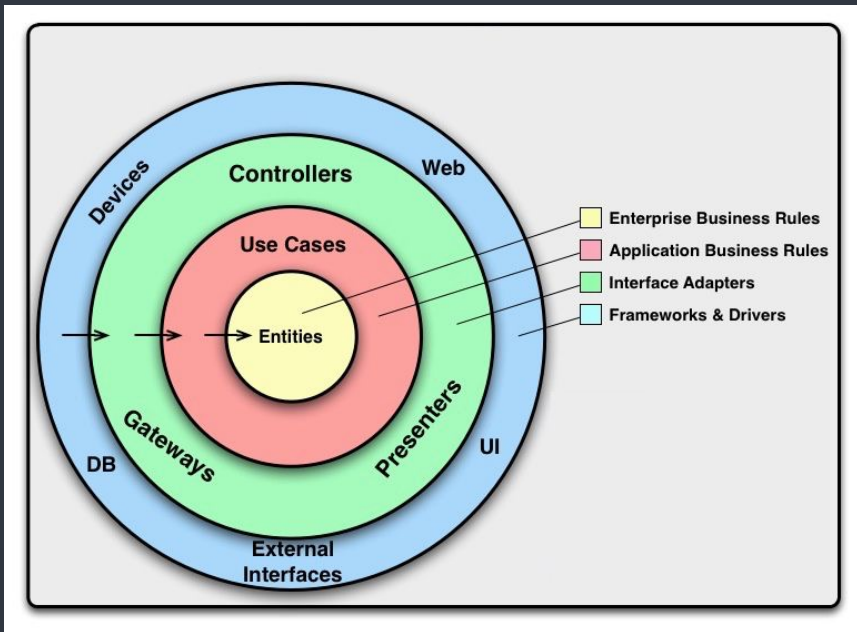 Devices
Web
Controllers
Use Cases
Entities
Gateways
Presenters
DB
UI
External
Interfaces
Enterprise Business Rules
Application Business Rules
Interface Adapters
Frameworks & Drivers